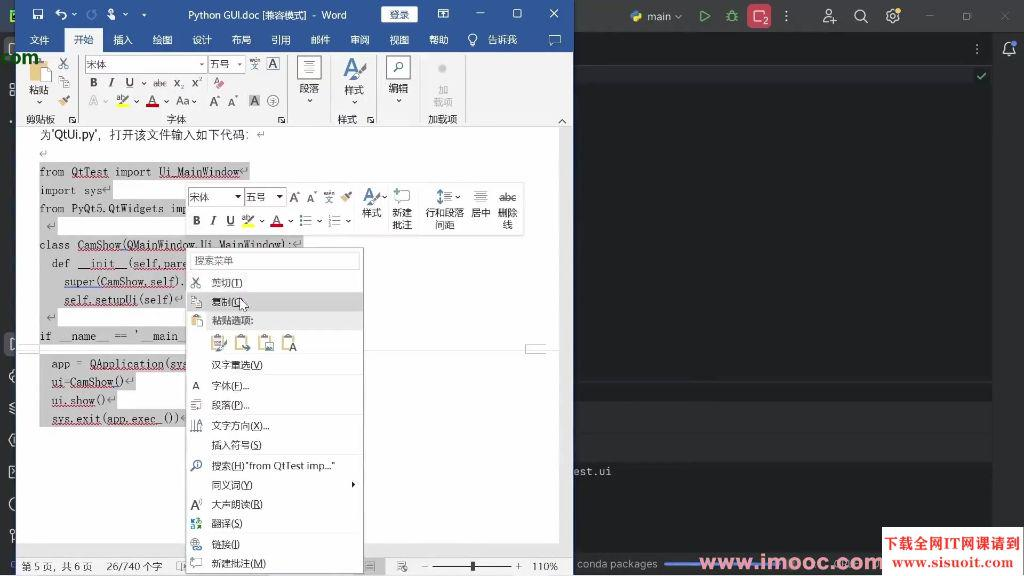 Python GUI.doc [兼容模式] - Word
登录
main
2
文件 开始 插入 绘图 设计 布局 引用 邮件 审阅 视图 帮助 告诉我
om
宋体 五号
粘贴 段落 样式 编辑 加载项
剪贴板 字体 样式 加载项
为'QtUi.py'，打开该文件输入如下代码：
from QtTest import Ui_MainWindow
import sys
from PyQt5.QtWidgets imp
class CamShow(QMainWindow,Ui_MainWindow):
def __init__(self,pare
super(CamShow,self).
self.setupUi(self)
if __name__ == '__main_
app = QApplication(sys
ui=CamShow()
ui.show()
sys.exit(app.exec_())
宋体 五号
样式 新建批注 行和段落间距 居中 删除线
搜索菜单
剪切(T)
复制(C)
粘贴选项:
汉字重选(V)
字体(F)...
段落(P)...
文字方向(X)...
插入符号(S)
搜索(H)"from QtTest imp..."
同义词(Y)
大声朗读(R)
翻译(S)
链接(I)
新建批注(M)
est.ui
第 5 页，共 6 页 26/740 个字
110%
conda packages
www.imooc.com
下载全网IT网课请到
www.sisuoit.com